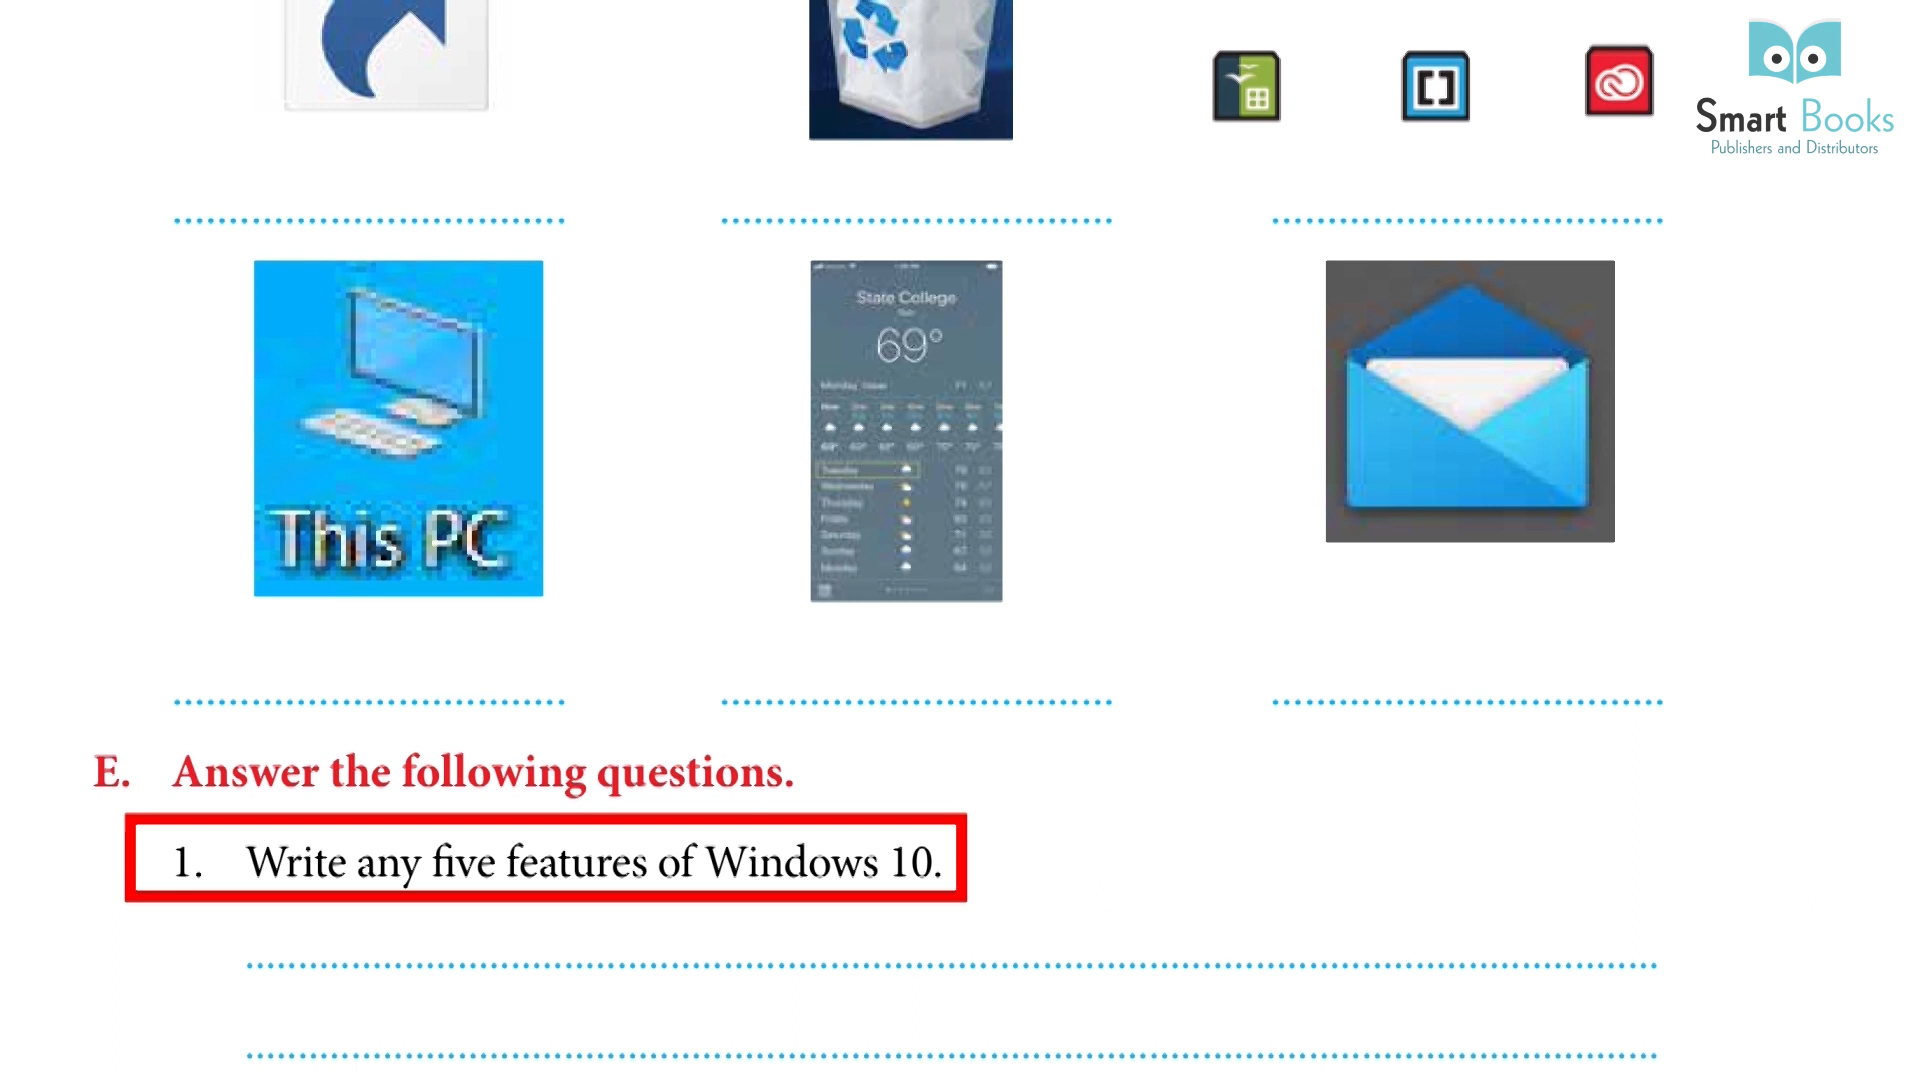 Smart Books
Publishers and Distributors
State College
69°
This PC
E. Answer the following questions.
1. Write any five features of Windows 10.